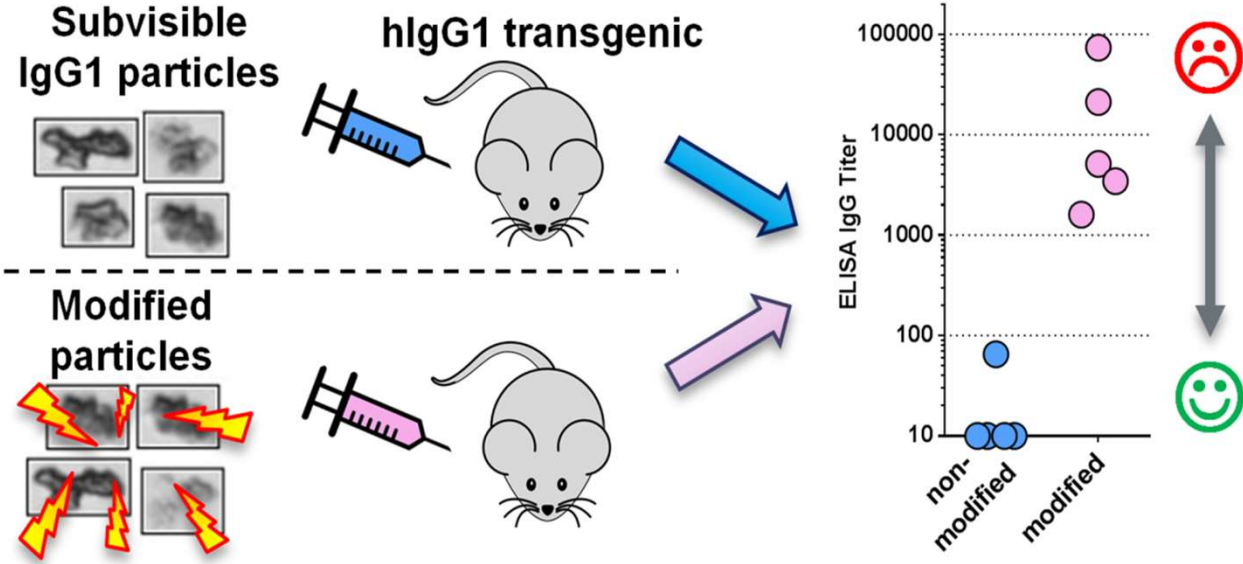 Subvisible
IgG1 particles
hIgG1 transgenic
Modified
particles
ELISA IgG Titer
100000
10000
1000
100
10
non-
modified
modified